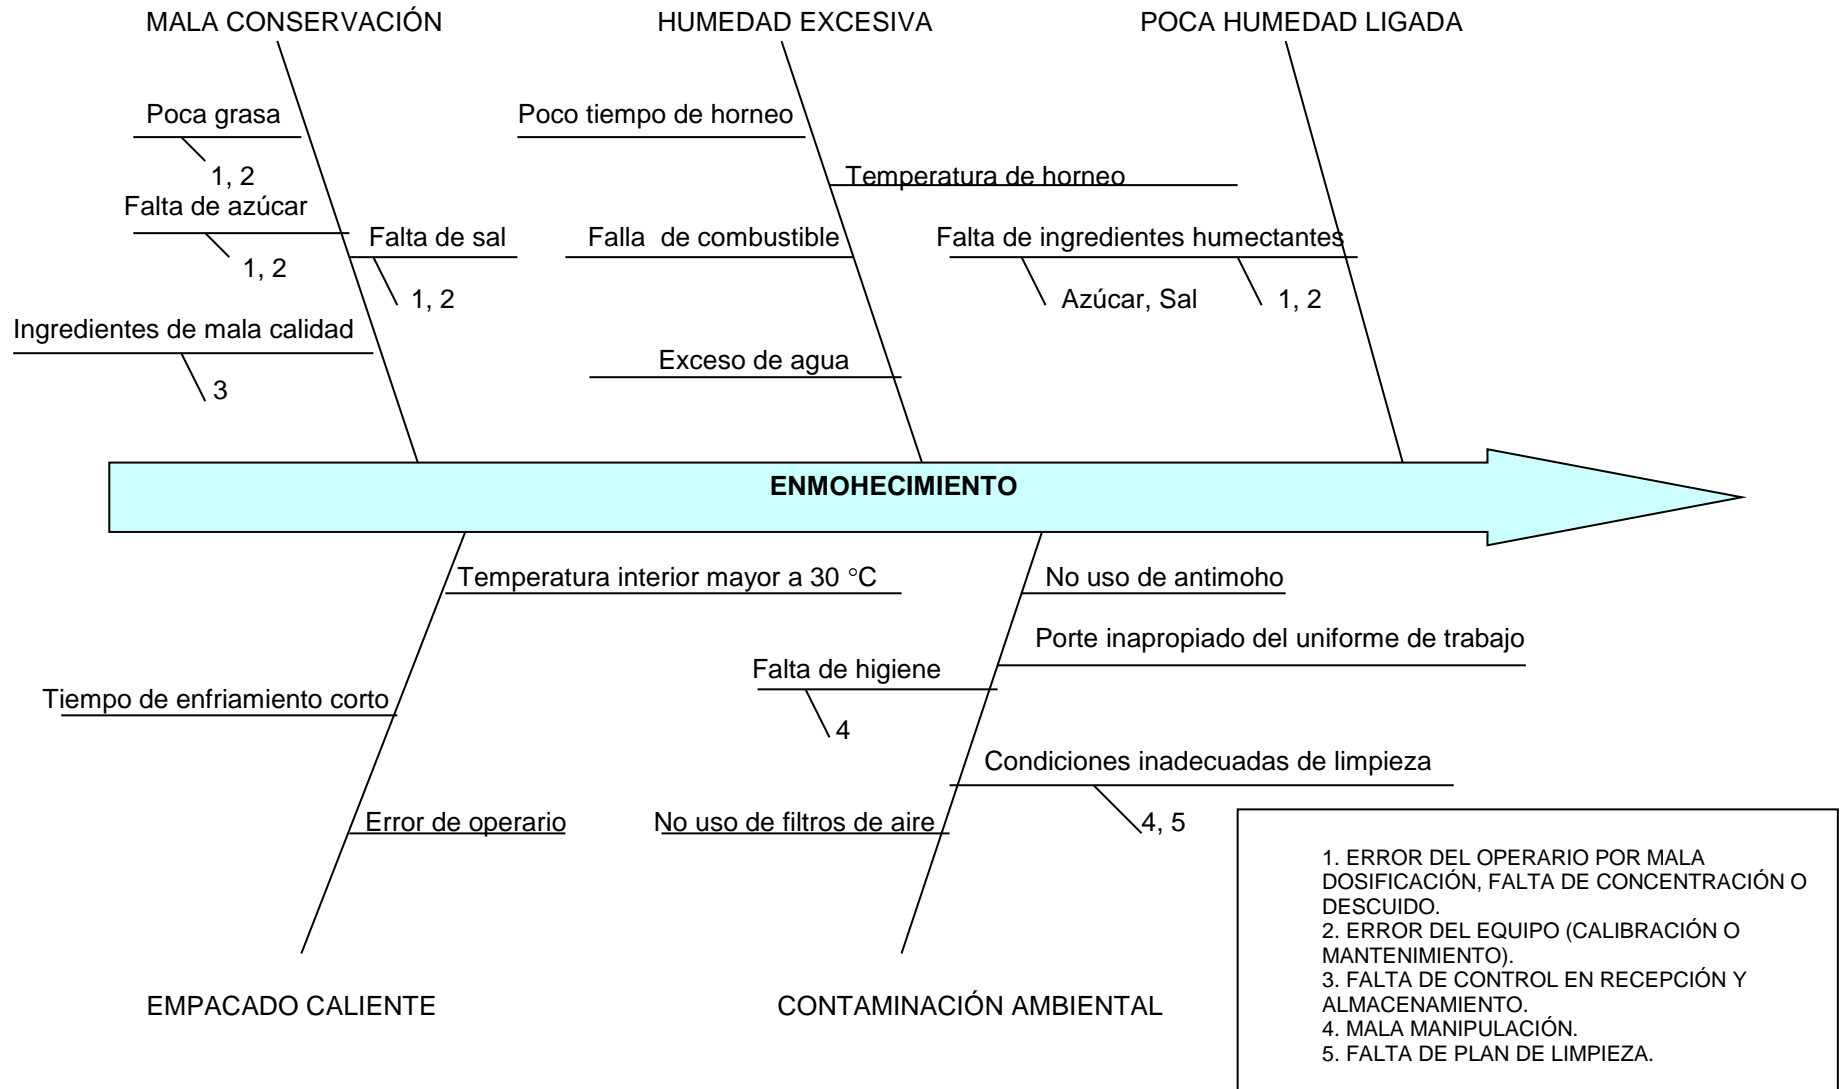 MALA CONSERVACIÓN
HUMEDAD EXCESIVA
POCA HUMEDAD LIGADA
Poca grasa
1, 2
Falta de azúcar
1, 2
Falta de sal
1, 2
Ingredientes de mala calidad
3
Poco tiempo de horneo
Temperatura de horneo
Falla  de combustible
Exceso de agua
Falta de ingredientes humectantes
Azúcar, Sal
1, 2
ENMOHECIMIENTO
Temperatura interior mayor a 30 °C
Tiempo de enfriamiento corto
Error de operario
No uso de antimoho
Porte inapropiado del uniforme de trabajo
Falta de higiene
4
Condiciones inadecuadas de limpieza
4, 5
No uso de filtros de aire
EMPACADO CALIENTE
CONTAMINACIÓN AMBIENTAL
1. ERROR DEL OPERARIO POR MALA
DOSIFICACIÓN, FALTA DE CONCENTRACIÓN O
DESCUIDO.
2. ERROR DEL EQUIPO (CALIBRACIÓN O
MANTENIMIENTO).
3. FALTA DE CONTROL EN RECEPCIÓN Y
ALMACENAMIENTO.
4. MALA MANIPULACIÓN.
5. FALTA DE PLAN DE LIMPIEZA.